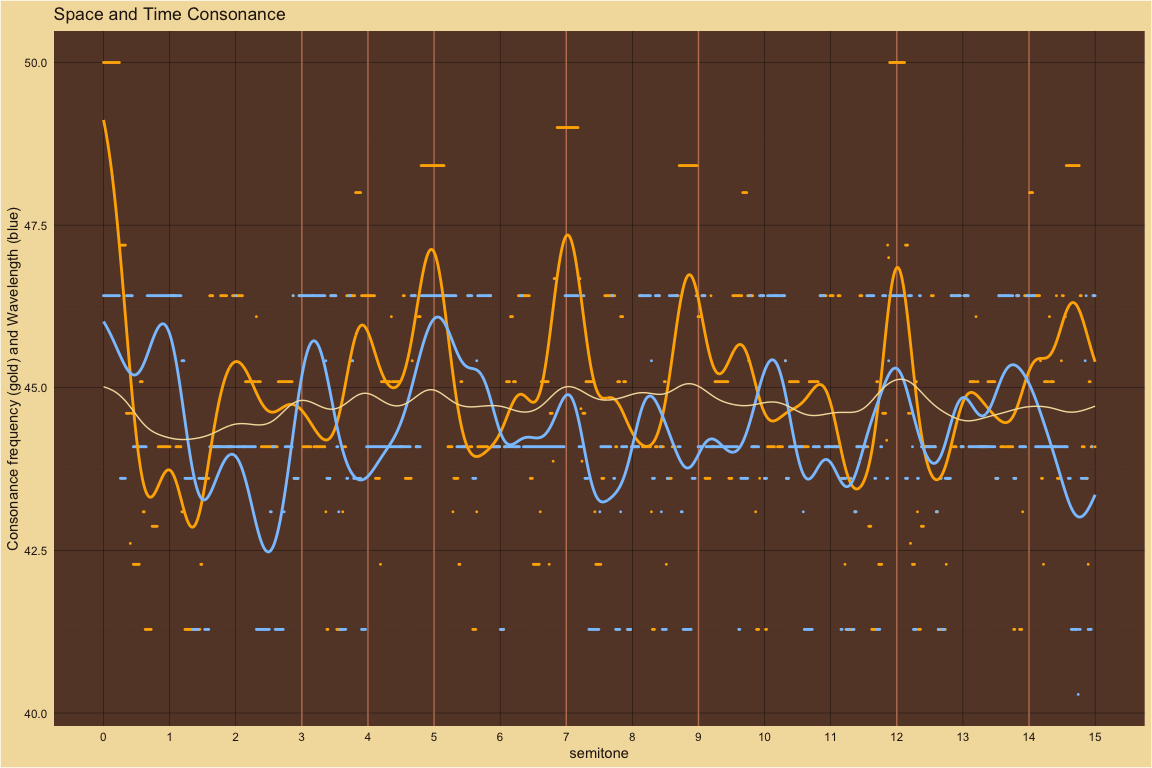 Space and Time Consonance
Consonance frequency (gold) and Wavelength (blue)
50.0
47.5
45.0
42.5
40.0
0 1 2 3 4 5 6 7 8 9 10 11 12 13 14 15
semitone